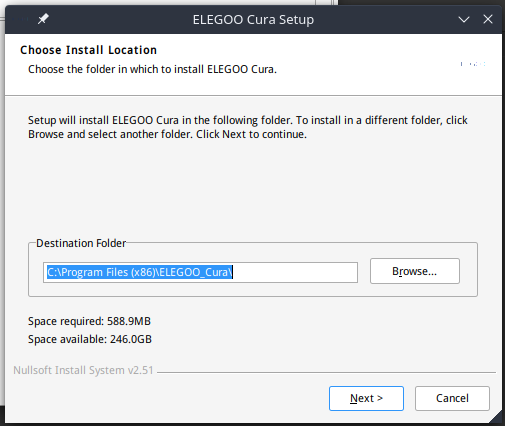 ELEGOO Cura Setup
Choose Install Location
Choose the folder in which to install ELEGOO Cura.
Setup will install ELEGOO Cura in the following folder. To install in a different folder, click
Browse and select another folder. Click Next to continue.
Destination Folder
C:\Program Files (x86)\ELEGOO_Cura\
Browse...
Space required: 588.9MB
Space available: 246.0GB
Nullsoft Install System v2.51
Next >
Cancel